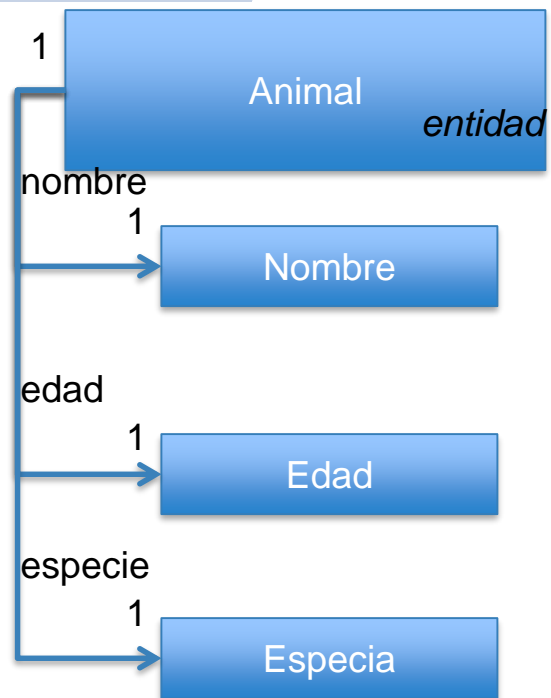 1
Animal
entidad
nombre
1
Nombre
edad
1
Edad
especie
1
Especia